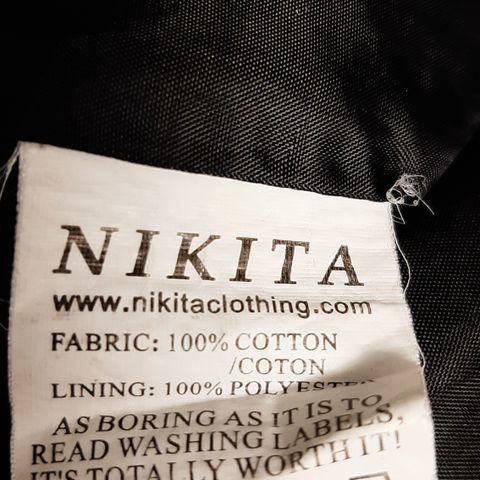 NIKITA
www.nikitaclothing.com
FABRIC: 100% COTTON
/COTON
LINING: 100% POLYESTER
AS BORING AS IT IS TO,
READ WASHING LABELS,
IT'S TOTALLY WORTH IT!